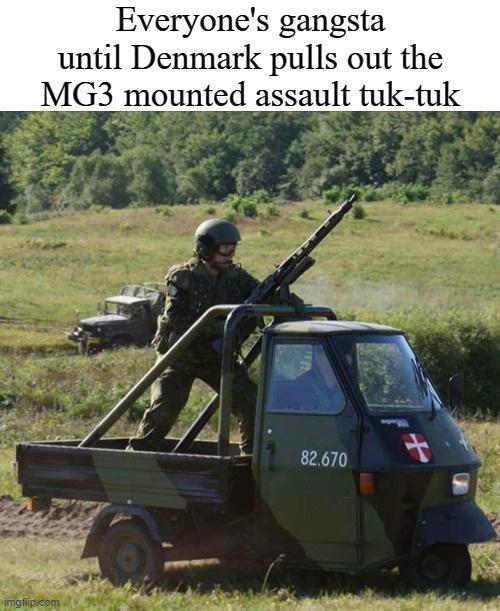 Everyone's gangsta
until Denmark pulls out the
MG3 mounted assault tuk-tuk
82.670
imgflip.com